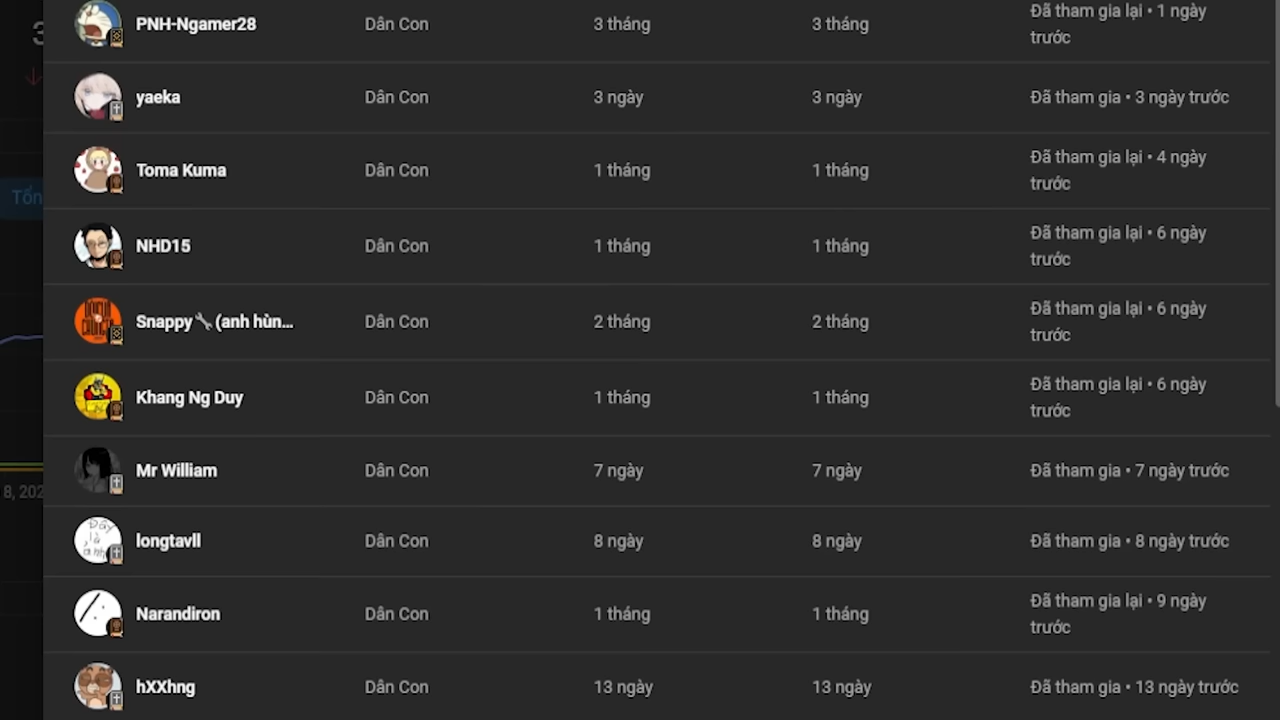 3
PNH-Ngamer28 Dân Con 3 tháng 3 tháng Đã tham gia lại • 1 ngày
trước
yaeka Dân Con 3 ngày 3 ngày Đã tham gia • 3 ngày trước
Toma Kuma Dân Con 1 tháng 1 tháng Đã tham gia lại • 4 ngày
trước
Tổn
NHD15 Dân Con 1 tháng 1 tháng Đã tham gia lại • 6 ngày
trước
Snappy🔧(anh hùn... Dân Con 2 tháng 2 tháng Đã tham gia lại • 6 ngày
trước
Khang Ng Duy Dân Con 1 tháng 1 tháng Đã tham gia lại • 6 ngày
trước
Mr William Dân Con 7 ngày 7 ngày Đã tham gia • 7 ngày trước
8, 202
longtavll Dân Con 8 ngày 8 ngày Đã tham gia • 8 ngày trước
Đây
là
anh
Narandiron Dân Con 1 tháng 1 tháng Đã tham gia lại • 9 ngày
trước
hXXhng Dân Con 13 ngày 13 ngày Đã tham gia • 13 ngày trước